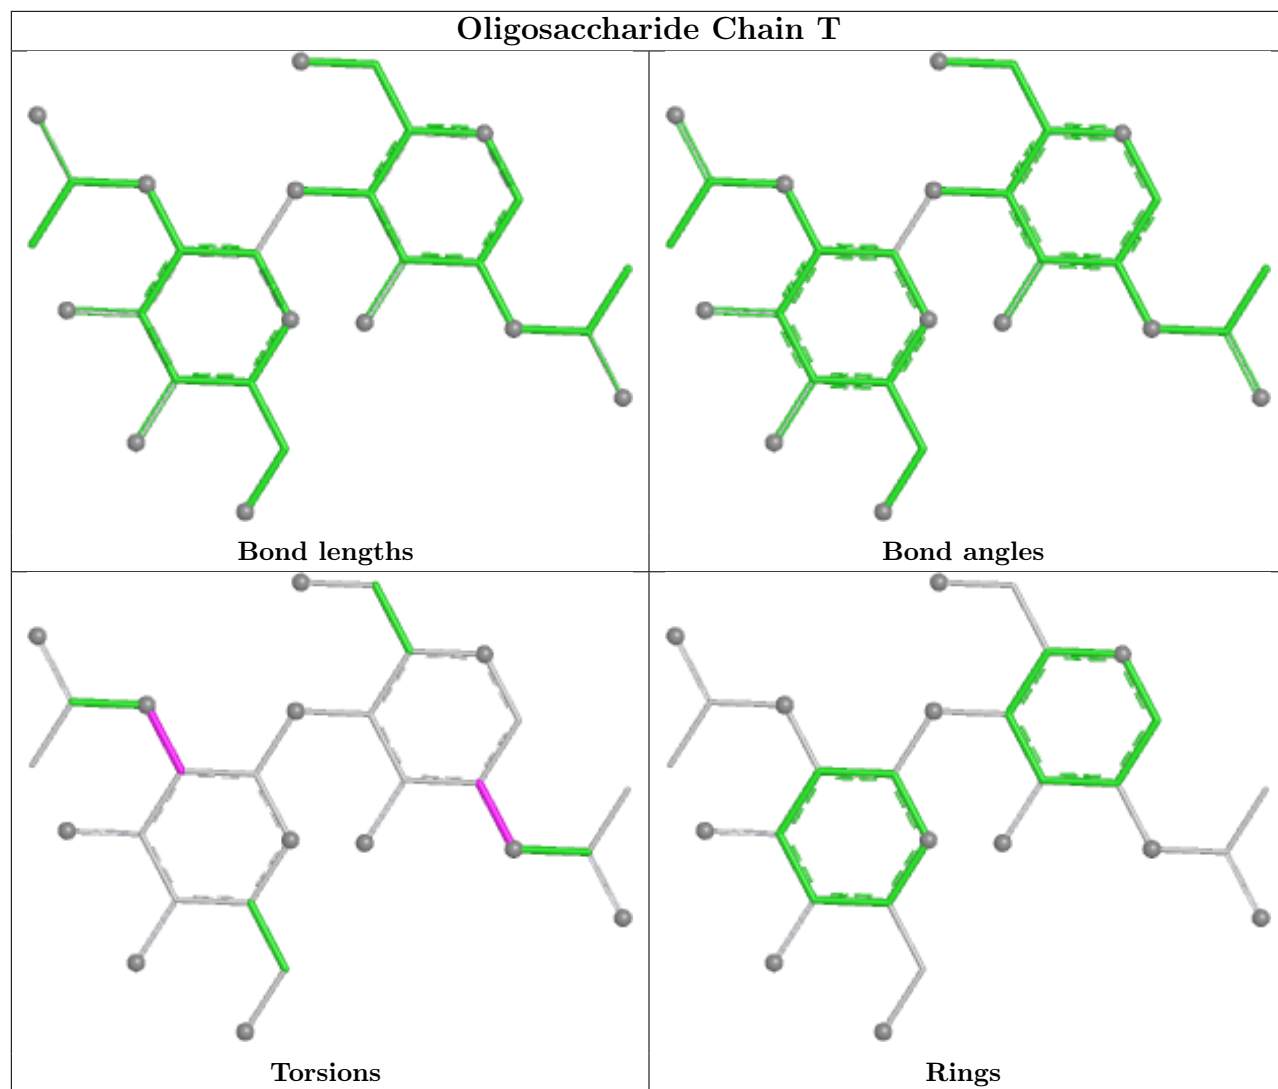 Oligosaccharide Chain T
Bond lengths
Bond angles
Torsions
Rings